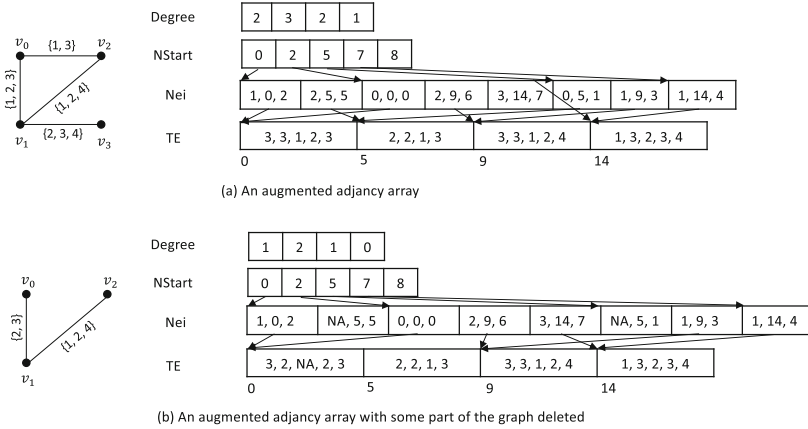 Degree 2 3 2 1
NStart 0 2 5 7 8
v0 {1, 3} v2
{1, 2, 3}
{1, 2, 4}
v1 {2, 3, 4} v3
Nei 1, 0, 2 2, 5, 5 0, 0, 0 2, 9, 6 3, 14, 7 0, 5, 1 1, 9, 3 1, 14, 4
TE 3, 3, 1, 2, 3 2, 2, 1, 3 3, 3, 1, 2, 4 1, 3, 2, 3, 4
0 5 9 14
(a) An augmented adjancy array
Degree 1 2 1 0
NStart 0 2 5 7 8
v0 v2
{2, 3}
{1, 2, 4}
v1
Nei 1, 0, 2 NA, 5, 5 0, 0, 0 2, 9, 6 3, 14, 7 NA, 5, 1 1, 9, 3 1, 14, 4
TE 3, 2, NA, 2, 3 2, 2, 1, 3 3, 3, 1, 2, 4 1, 3, 2, 3, 4
0 5 9 14
(b) An augmented adjancy array with some part of the graph deleted